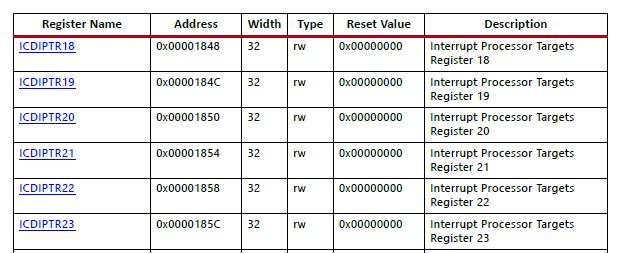 Register Name Address Width Type Reset Value Description
ICDIPTR18 0x00001848 32 rw 0x00000000 Interrupt Processor Targets
Register 18
ICDIPTR19 0x0000184C 32 rw 0x00000000 Interrupt Processor Targets
Register 19
ICDIPTR20 0x00001850 32 rw 0x00000000 Interrupt Processor Targets
Register 20
ICDIPTR21 0x00001854 32 rw 0x00000000 Interrupt Processor Targets
Register 21
ICDIPTR22 0x00001858 32 rw 0x00000000 Interrupt Processor Targets
Register 22
ICDIPTR23 0x0000185C 32 rw 0x00000000 Interrupt Processor Targets
Register 23